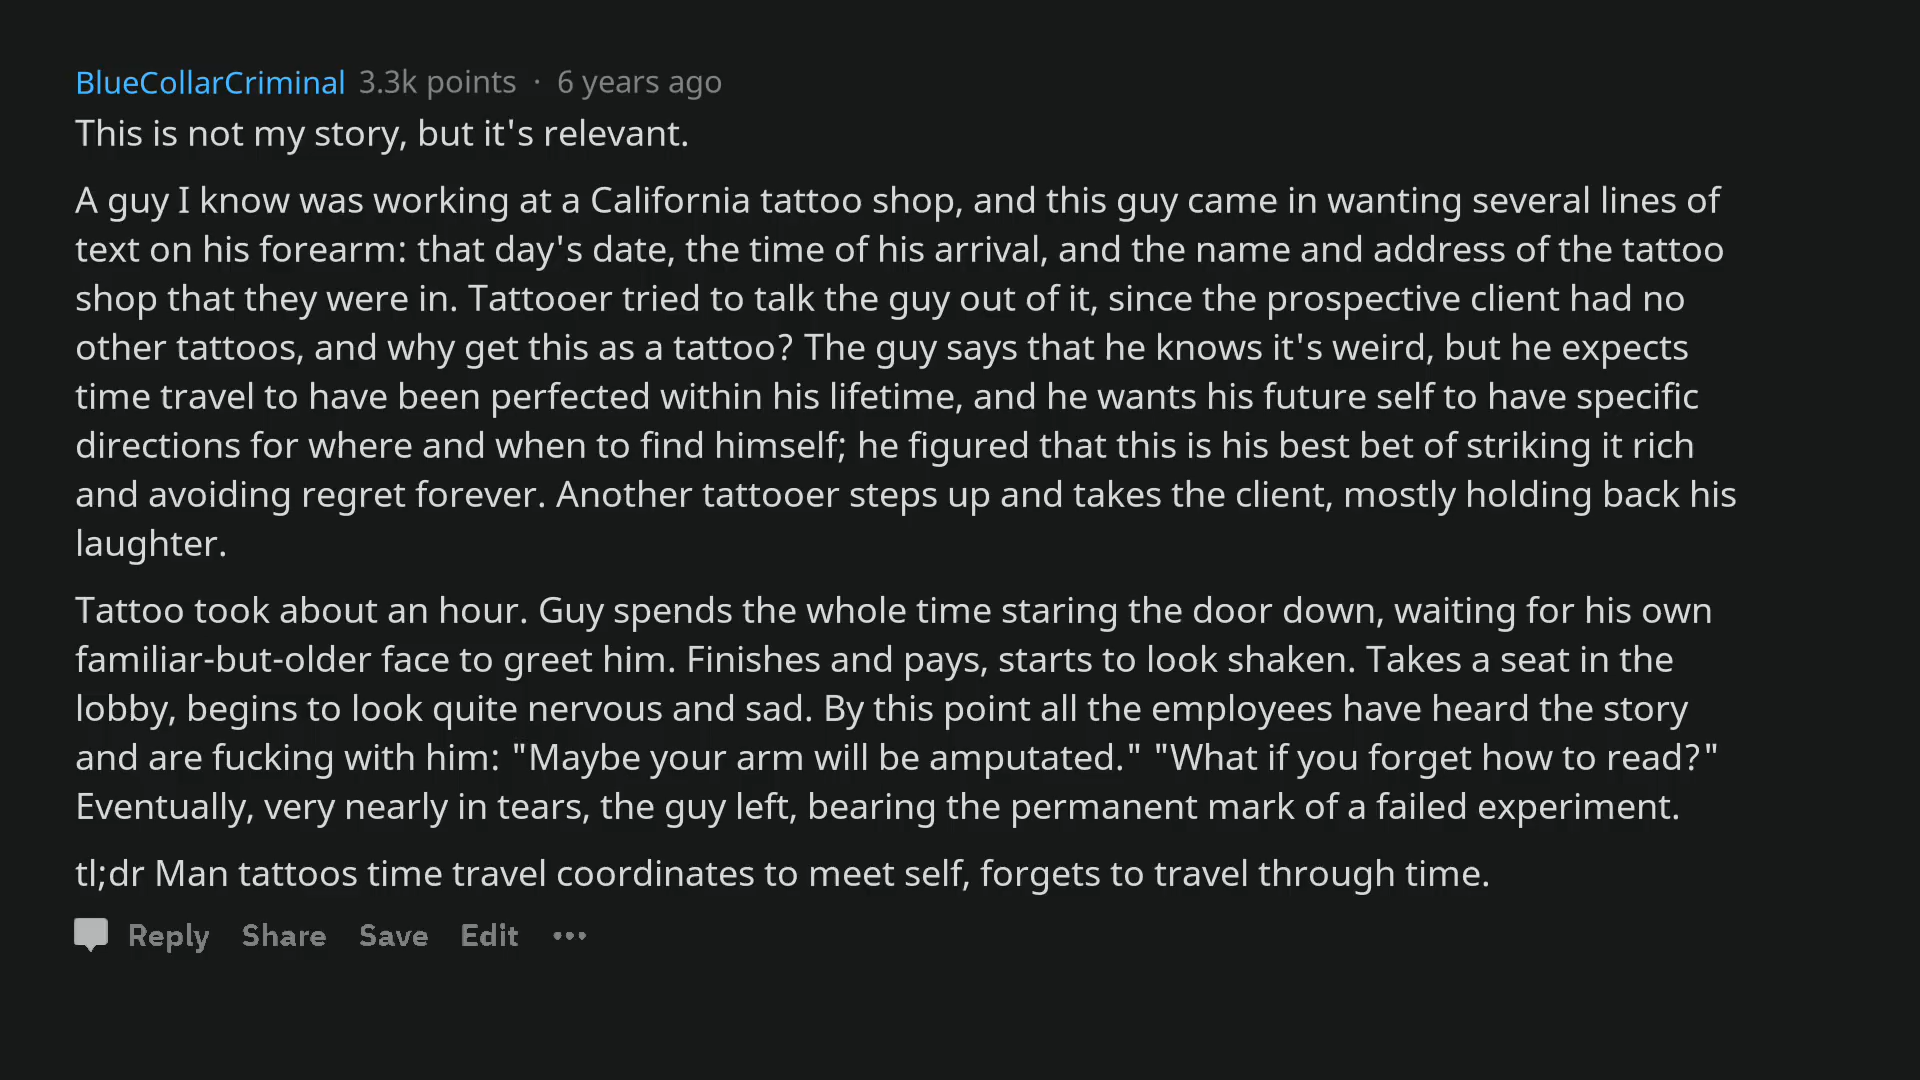 BlueCollarCriminal 3.3k points · 6 years ago
This is not my story, but it's relevant.
A guy I know was working at a California tattoo shop, and this guy came in wanting several lines of
text on his forearm: that day's date, the time of his arrival, and the name and address of the tattoo
shop that they were in. Tattooer tried to talk the guy out of it, since the prospective client had no
other tattoos, and why get this as a tattoo? The guy says that he knows it's weird, but he expects
time travel to have been perfected within his lifetime, and he wants his future self to have specific
directions for where and when to find himself; he figured that this is his best bet of striking it rich
and avoiding regret forever. Another tattooer steps up and takes the client, mostly holding back his
laughter.
Tattoo took about an hour. Guy spends the whole time staring the door down, waiting for his own
familiar-but-older face to greet him. Finishes and pays, starts to look shaken. Takes a seat in the
lobby, begins to look quite nervous and sad. By this point all the employees have heard the story
and are fucking with him: "Maybe your arm will be amputated." "What if you forget how to read?"
Eventually, very nearly in tears, the guy left, bearing the permanent mark of a failed experiment.
tl;dr Man tattoos time travel coordinates to meet self, forgets to travel through time.
Reply Share Save Edit •••